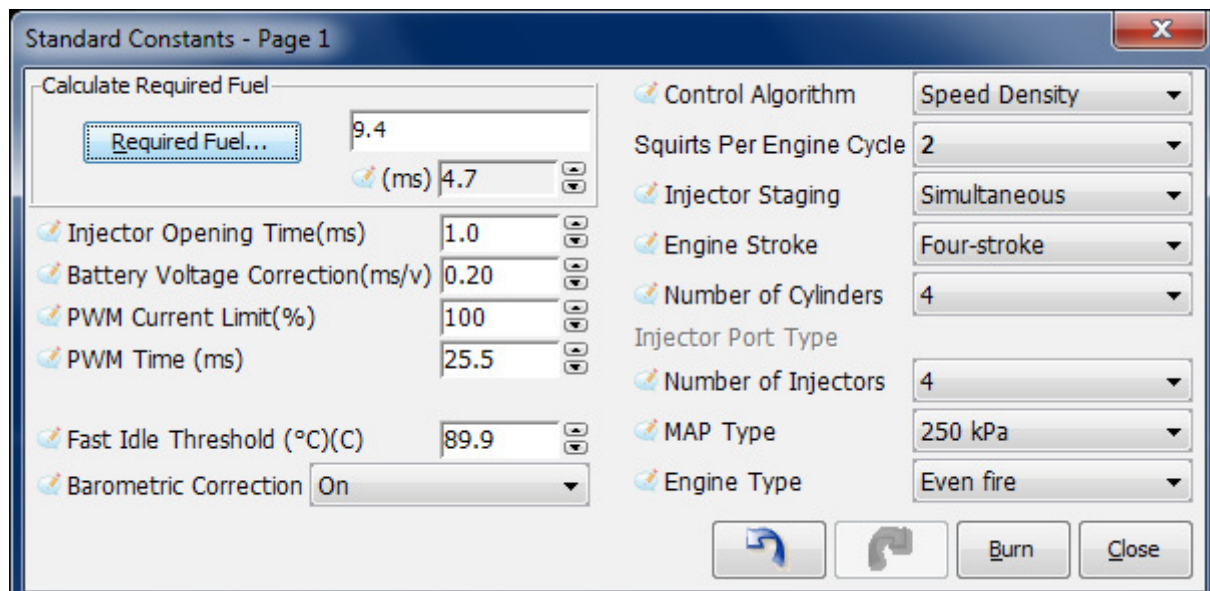 Standard Constants - Page 1
Calculate Required Fuel
Required Fuel...
9.4
(ms) 4.7
Injector Opening Time(ms) 1.0
Battery Voltage Correction(ms/v) 0.20
PWM Current Limit(%) 100
PWM Time (ms) 25.5
Fast Idle Threshold (°C)(C) 89.9
Barometric Correction On
Control Algorithm Speed Density
Squirts Per Engine Cycle 2
Injector Staging Simultaneous
Engine Stroke Four-stroke
Number of Cylinders 4
Injector Port Type
Number of Injectors 4
MAP Type 250 kPa
Engine Type Even fire
Burn Close